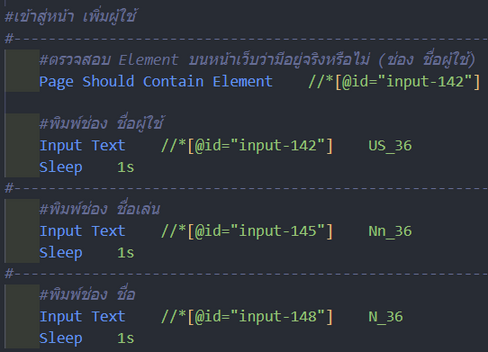 #เข้าสู่หน้า เพิ่มผู้ใช้
#---------------------------------------------------------
#ตรวจสอบ Element บนหน้าเว็บว่ามีอยู่จริงหรือไม่ (ช่อง ชื่อผู้ใช้)
Page Should Contain Element    //*[@id="input-142"]
#พิมพ์ช่อง ชื่อผู้ใช้
Input Text    //*[@id="input-142"]    US_36
Sleep    1s
#---------------------------------------------------------
#พิมพ์ช่อง ชื่อเล่น
Input Text    //*[@id="input-145"]    Nn_36
Sleep    1s
#---------------------------------------------------------
#พิมพ์ช่อง ชื่อ
Input Text    //*[@id="input-148"]    N_36
Sleep    1s